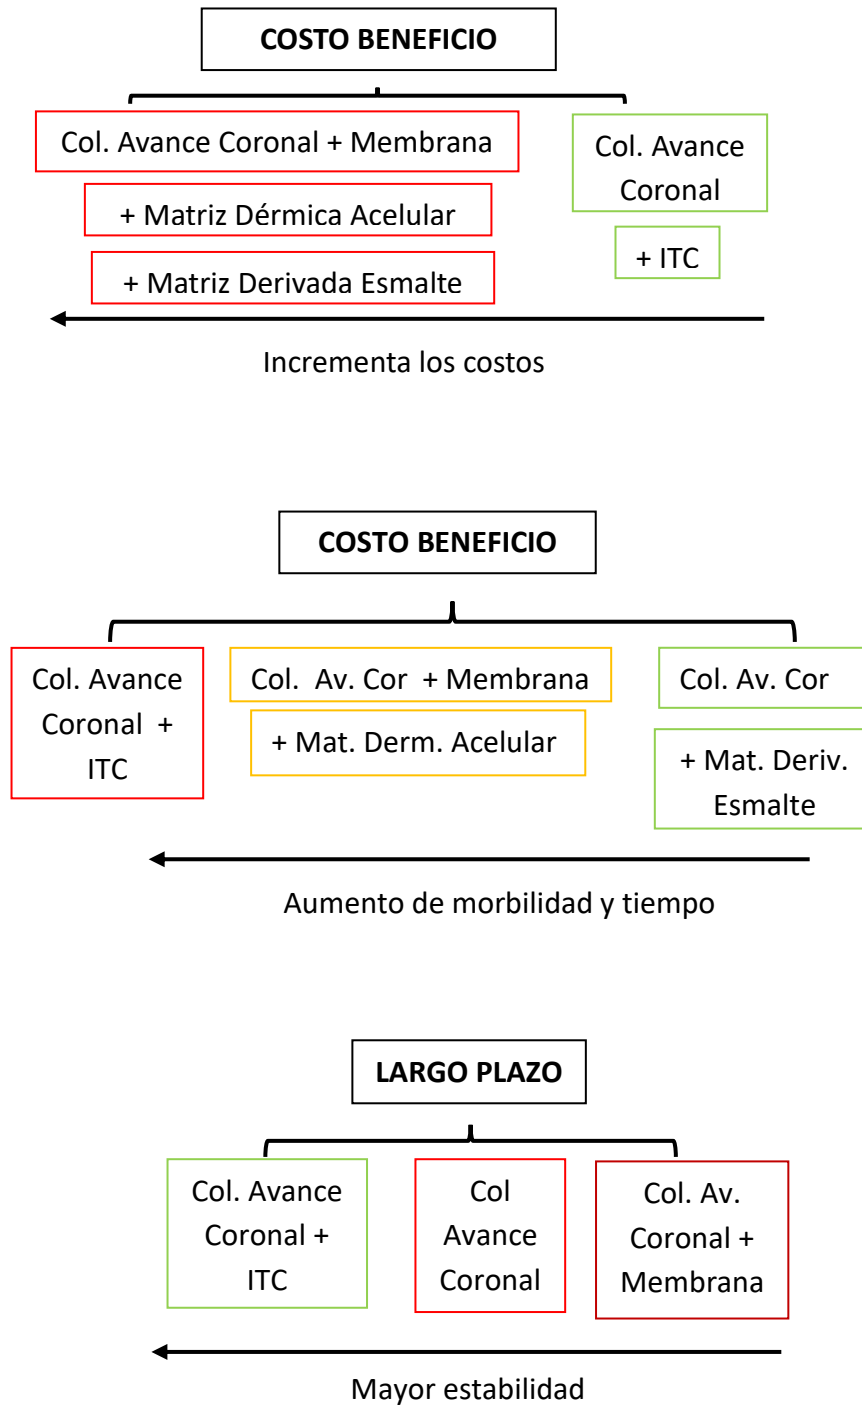 COSTO BENEFICIO
Col. Avance Coronal + Membrana
+ Matriz Dérmica Acelular
+ Matriz Derivada Esmalte
Col. Avance
Coronal
+ ITC
Incrementa los costos
COSTO BENEFICIO
Col. Avance
Coronal +
ITC
Col. Av. Cor + Membrana
+ Mat. Derm. Acelular
Col. Av. Cor
+ Mat. Deriv.
Esmalte
Aumento de morbilidad y tiempo
LARGO PLAZO
Col. Avance
Coronal +
ITC
Col
Avance
Coronal
Col. Av.
Coronal +
Membrana
Mayor estabilidad